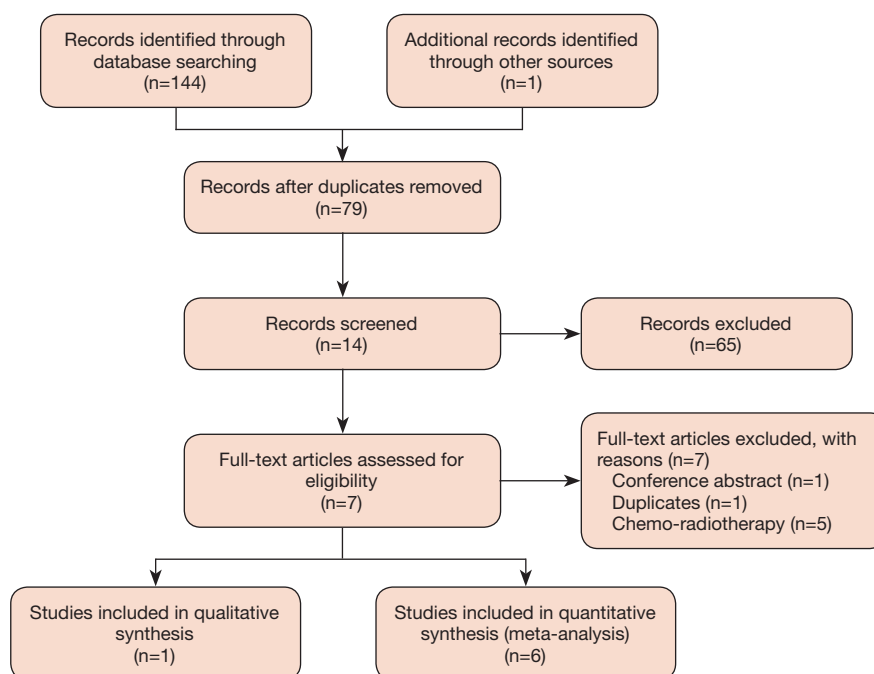 Records identified through
database searching
(n=144)
Additional records identified
through other sources
(n=1)
Records after duplicates removed
(n=79)
Records screened
(n=14)
Records excluded
(n=65)
Full-text articles assessed for
eligibility
(n=7)
Full-text articles excluded, with
reasons (n=7)
Conference abstract (n=1)
Duplicates (n=1)
Chemo-radiotherapy (n=5)
Studies included in qualitative
synthesis
(n=1)
Studies included in quantitative
synthesis (meta-analysis)
(n=6)